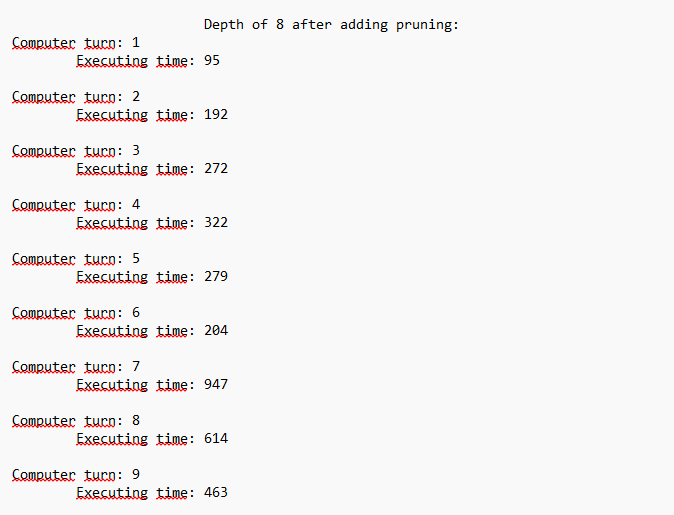 Depth of 8 after adding pruning:
Computer turn: 1
Executing time: 95
Computer turn: 2
Executing time: 192
Computer turn: 3
Executing time: 272
Computer turn: 4
Executing time: 322
Computer turn: 5
Executing time: 279
Computer turn: 6
Executing time: 204
Computer turn: 7
Executing time: 947
Computer turn: 8
Executing time: 614
Computer turn: 9
Executing time: 463